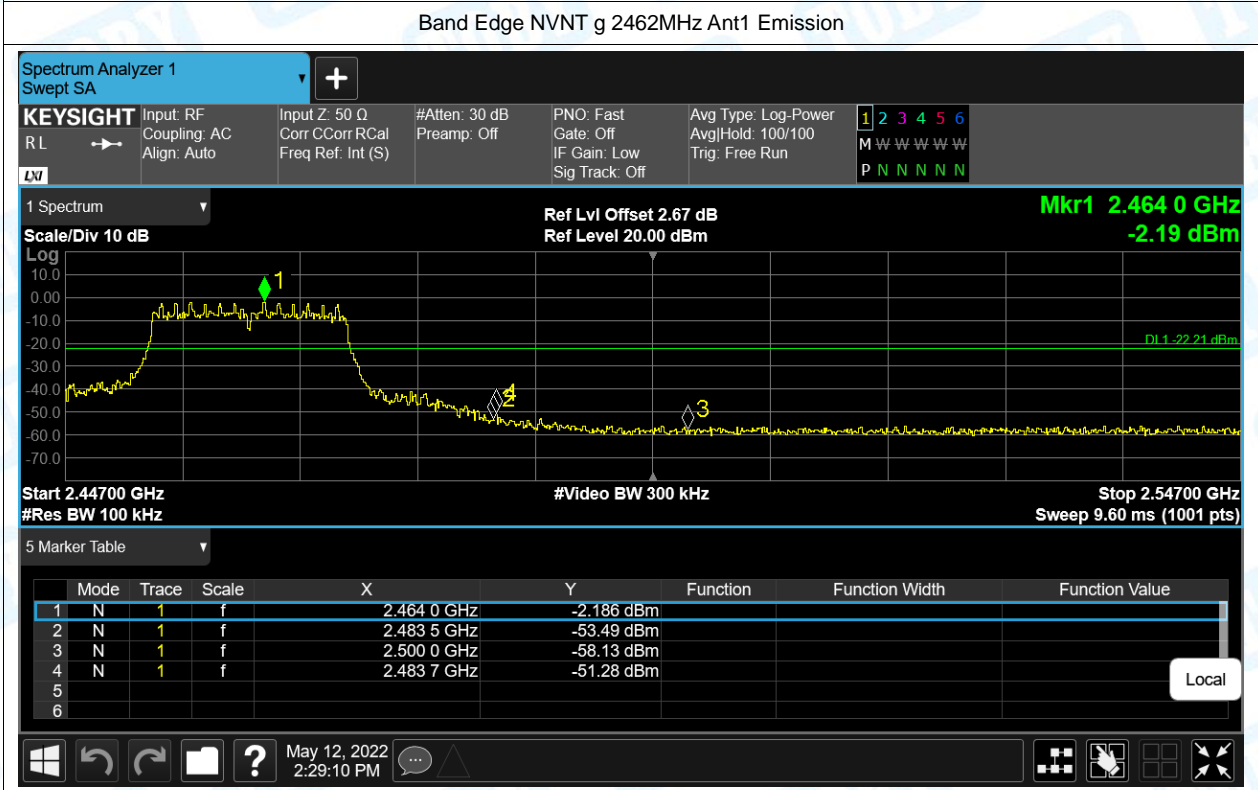 Band Edge NVNT g 2462MHz Ant1 Emission
Spectrum Analyzer 1
Swept SA
KEYSIGHT
R L
LXI
Input: RF
Coupling: AC
Align: Auto
Input Z: 50 Ω
Corr CCorr RCal
Freq Ref: Int (S)
#Atten: 30 dB
Preamp: Off
PNO: Fast
Gate: Off
IF Gain: Low
Sig Track: Off
Avg Type: Log-Power
Avg|Hold: 100/100
Trig: Free Run
1 2 3 4 5 6
M W W W W W W
P N N N N N N
1 Spectrum
Scale/Div 10 dB
Ref Lvl Offset 2.67 dB
Ref Level 20.00 dBm
Mkr1 2.464 0 GHz
-2.19 dBm
Log
10.0
0.00
-10.0
-20.0
-30.0
-40.0
-50.0
-60.0
-70.0
1
2
4
3
DL1 -22.21 dBm
Start 2.44700 GHz
#Video BW 300 kHz
Stop 2.54700 GHz
#Res BW 100 kHz
Sweep 9.60 ms (1001 pts)
5 Marker Table
Mode Trace Scale X Y Function Function Width Function Value
1 N 1 f 2.464 0 GHz -2.186 dBm
2 N 1 f 2.483 5 GHz -53.49 dBm
3 N 1 f 2.500 0 GHz -58.13 dBm
4 N 1 f 2.483 7 GHz -51.28 dBm
5
6
Local
?
May 12, 2022
2:29:10 PM